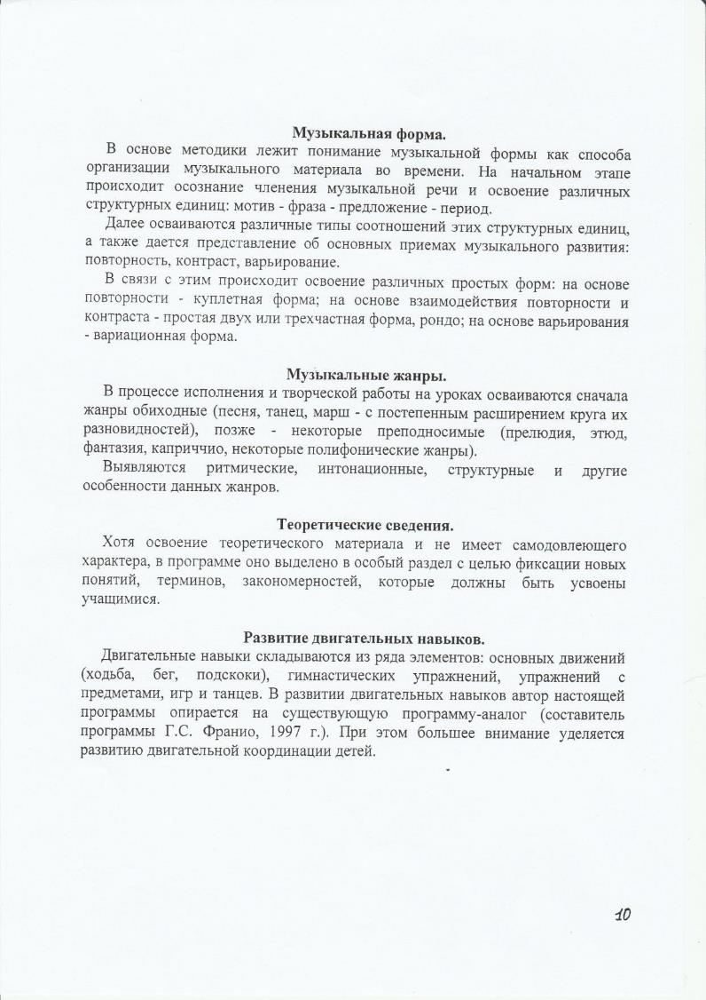 Музыкальная форма.
В основе методики лежит понимание музыкальной формы как способа
организации музыкального материала во времени. На начальном этапе
происходит осознание членения музыкальной речи и освоение различных
структурных единиц: мотив - фраза - предложение - период.
Далее осваиваются различные типы соотношений этих структурных единиц,
а также дается представление об основных приемах музыкального развития:
повторность, контраст, варьирование.
В связи с этим происходит освоение различных простых форм: на основе
повторности - куплетная форма; на основе взаимодействия повторности и
контраста - простая двух или трехчастная форма, рондо; на основе варьирования
- вариационная форма.
Музыкальные жанры.
В процессе исполнения и творческой работы на уроках осваиваются сначала
жанры обиходные (песня, танец, марш - с постепенным расширением круга их
разновидностей), позже - некоторые преподносимые (прелюдия, этюд,
фантазия, каприччио, некоторые полифонические жанры).
Выявляются ритмические, интонационные, структурные и другие
особенности данных жанров.
Теоретические сведения.
Хотя освоение теоретического материала и не имеет самодовлеющего
характера, в программе оно выделено в особый раздел с целью фиксации новых
понятий, терминов, закономерностей, которые должны быть усвоены
учащимися.
Развитие двигательных навыков.
Двигательные навыки складываются из ряда элементов: основных движений
(ходьба, бег, подскоки), гимнастических упражнений, упражнений с
предметами, игр и танцев. В развитии двигательных навыков автор настоящей
программы опирается на существующую программу-аналог (составитель
программы Г.С. Франио, 1997 г.). При этом большее внимание уделяется
развитию двигательной координации детей.
10